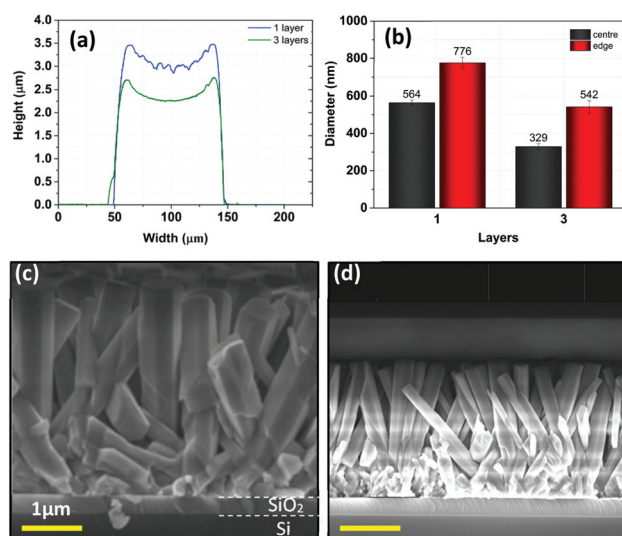 (a)
1 layer
3 layers
Height (μm)
4.0
3.5
3.0
2.5
2.0
1.5
1.0
0.5
0.0
0 50 100 150 200
Width (μm)
(b)
centre
edge
Diameter (nm)
1000
800
600
400
200
0
564
776
329
542
1 3
Layers
(c)
1μm
SiO₂
Si
(d)